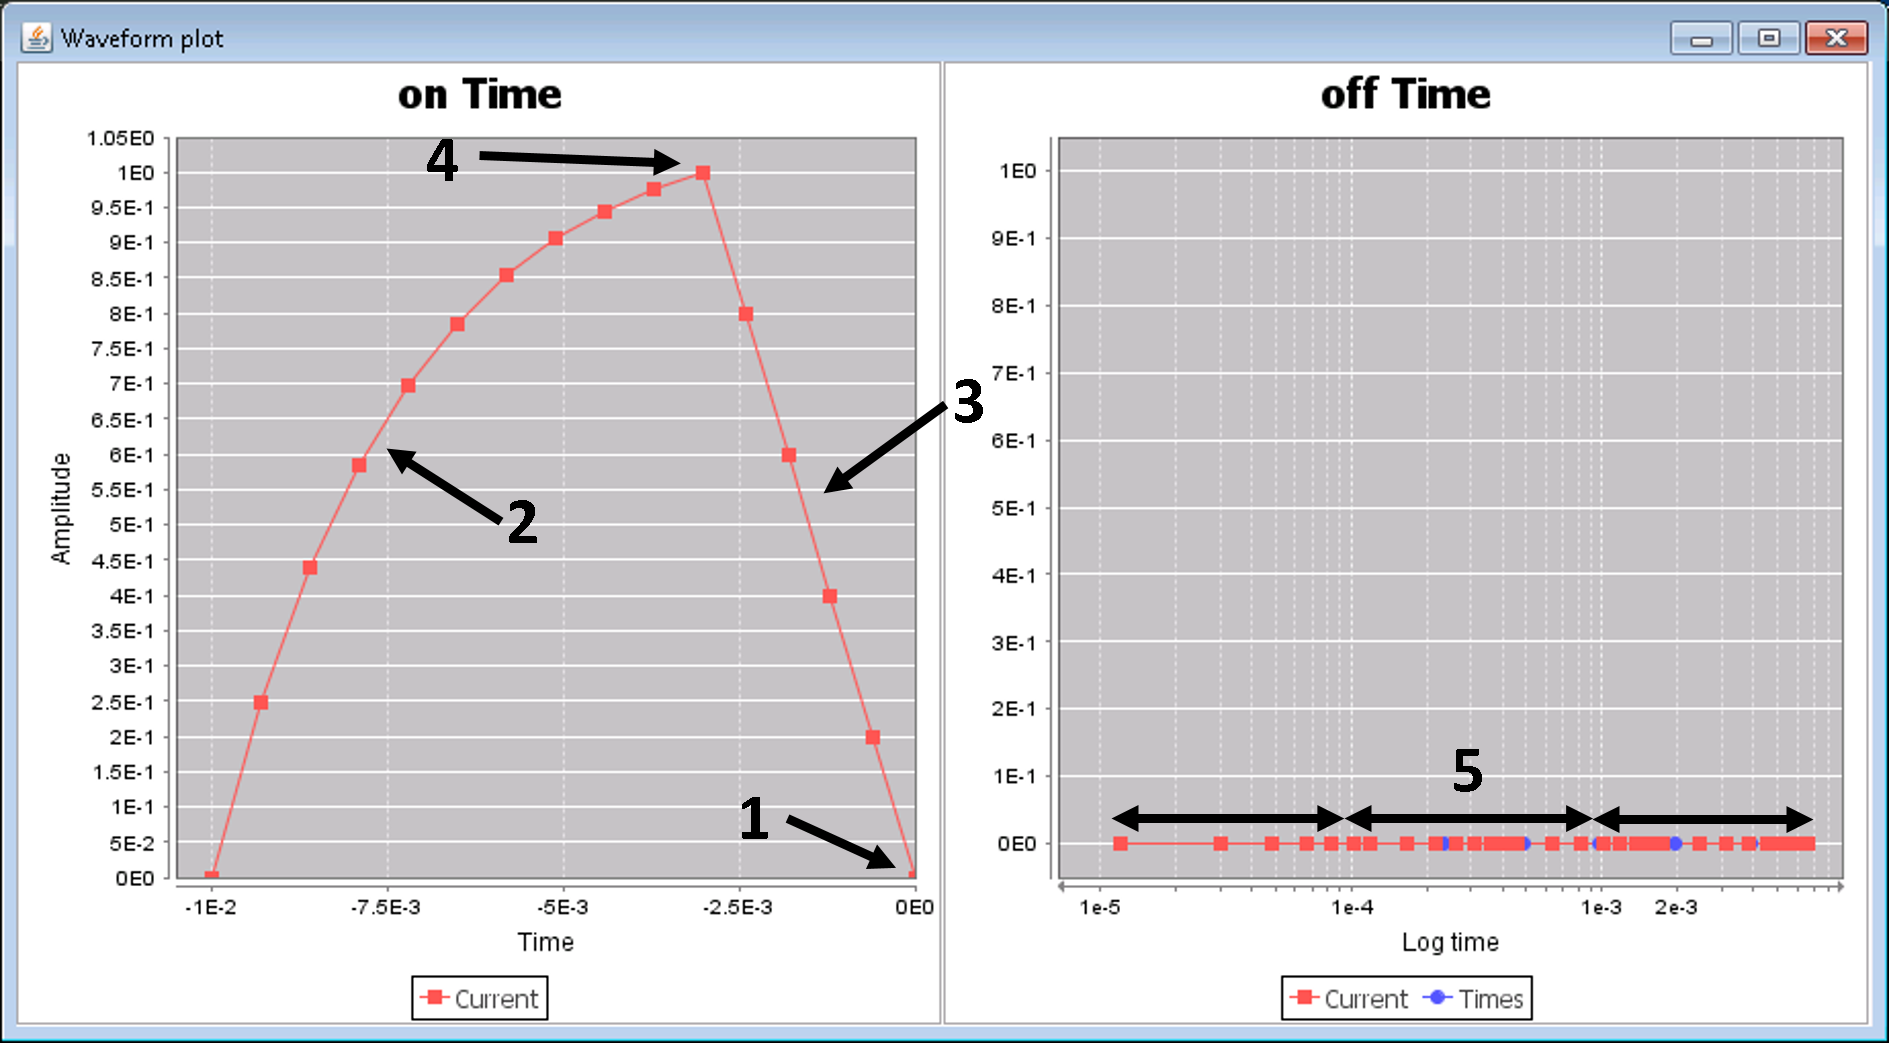 Waveform plot
on Time
1.05E0
1E0
9.5E-1
9E-1
8.5E-1
8E-1
7.5E-1
7E-1
6.5E-1
6E-1
5.5E-1
5E-1
4.5E-1
4E-1
3.5E-1
3E-1
2.5E-1
2E-1
1.5E-1
1E-1
5E-2
0E0
Amplitude
4
2
3
1
-1E-2 -7.5E-3 -5E-3 -2.5E-3 0E0
Time
Current
off Time
1E0
9E-1
8E-1
7E-1
6E-1
5E-1
4E-1
3E-1
2E-1
1E-1
0E0
5
1e-5 1e-4 1e-3 2e-3
Log time
Current Times